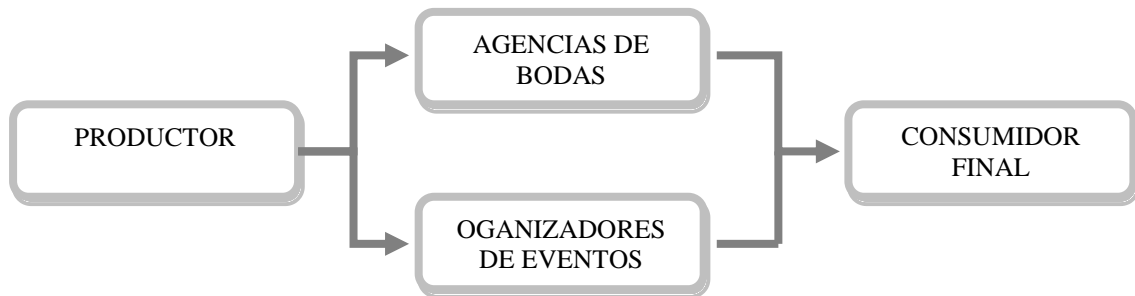 PRODUCTOR
AGENCIAS DE
BODAS
OGANIZADORES
DE EVENTOS
CONSUMIDOR
FINAL